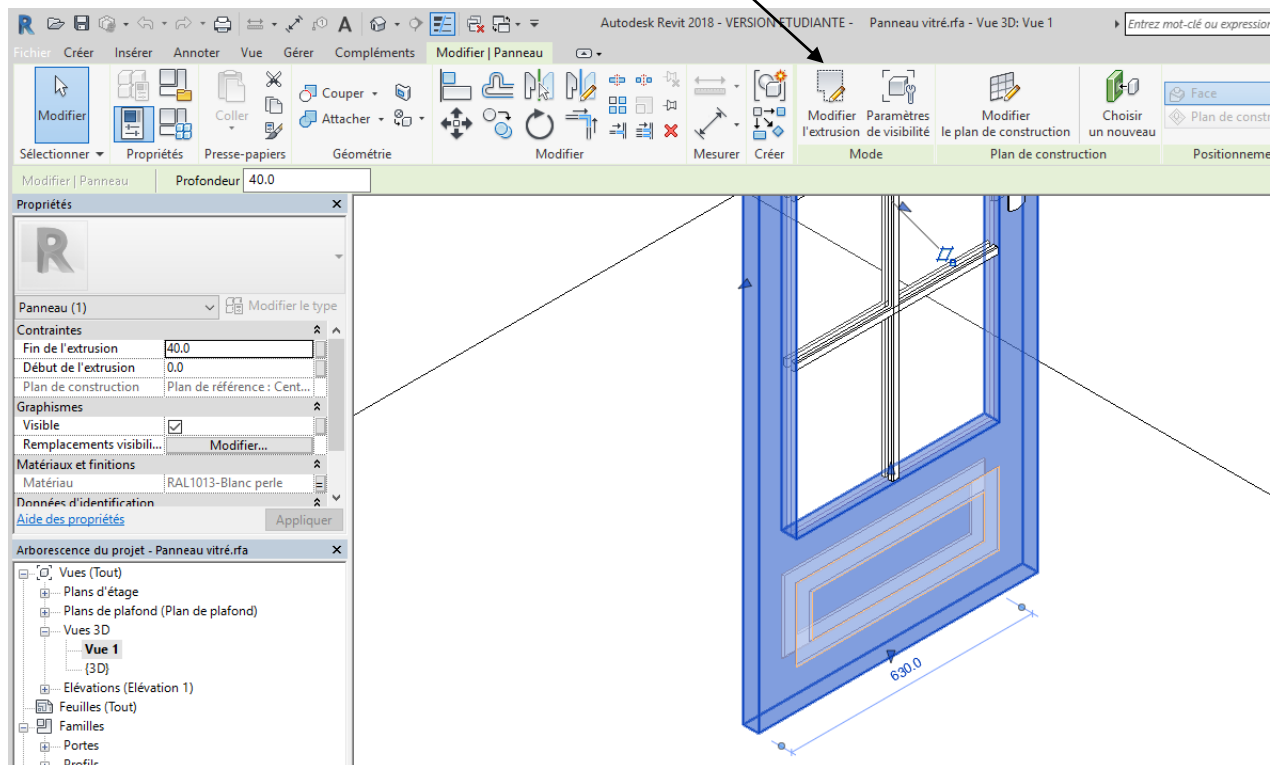 Autodesk Revit 2018 - VERSION ETUDIANTE - Panneau vitré.rfa - Vue 3D: Vue 1
Entrez mot-clé ou expression
Fichier Créer Insérer Annoter Vue Gérer Compléments Modifier | Panneau
Couper
Face
Modifier Coller Attacher Modifier Paramètres Modifier Choisir Plan de constr
l'extrusion de visibilité le plan de construction un nouveau
Sélectionner Propriétés Presse-papiers Géométrie Modifier Mesurer Créer Mode Plan de construction Positionneme
Modifier | Panneau Profondeur 40.0
Propriétés
R
Panneau (1) Modifier le type
Contraintes
Fin de l'extrusion 40.0
Début de l'extrusion 0.0
Plan de construction Plan de référence : Cent...
Graphismes
Visible
Remplacements visibili... Modifier...
Matériaux et finitions
Matériau RAL1013-Blanc perle =
Données d'identification
Aide des propriétés Appliquer
Arborescence du projet - Panneau vitré.rfa
Vues (Tout)
Plans d'étage
Plans de plafond (Plan de plafond)
Vues 3D
Vue 1
{3D}
Elévations (Elévation 1)
Feuilles (Tout)
Familles
Portes
Profils
630.0